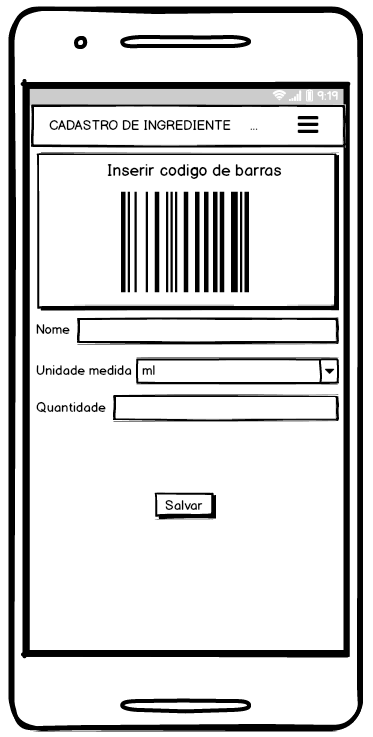 9:19
CADASTRO DE INGREDIENTE ...
Inserir codigo de barras
Nome
Unidade medida ml
Quantidade
Salvar